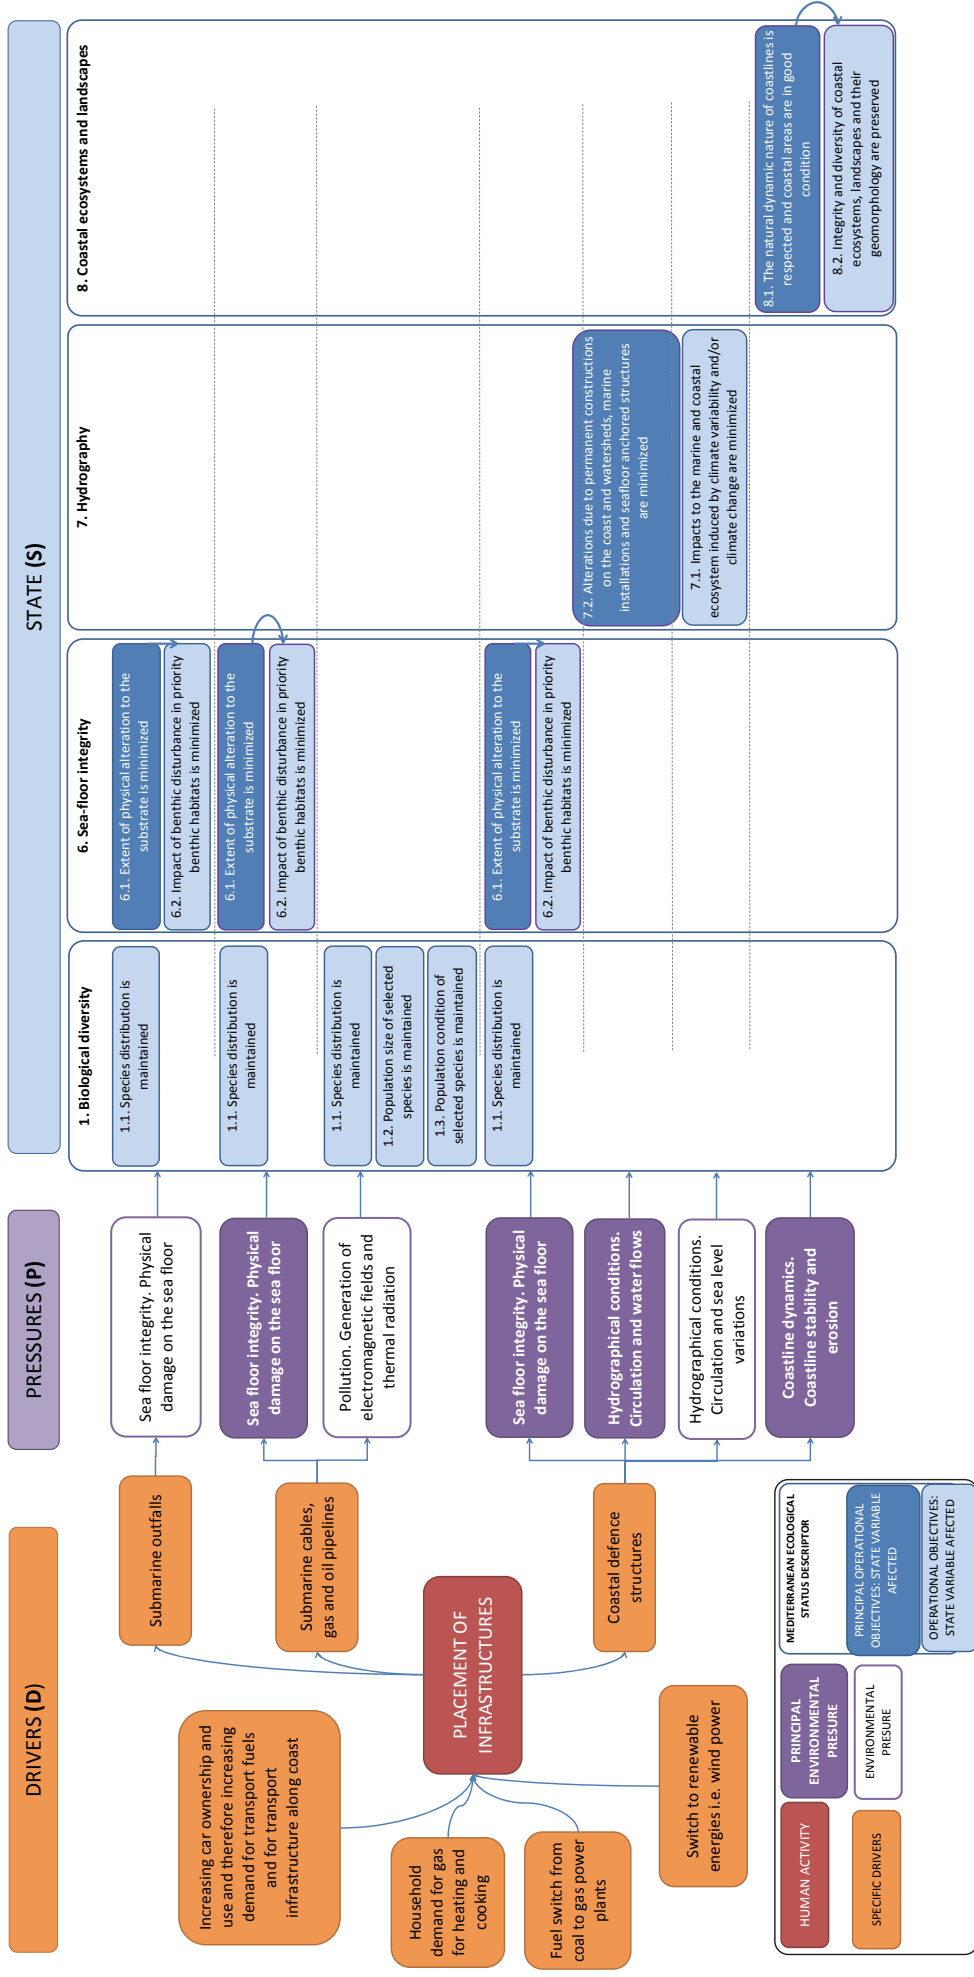 DRIVERS (D)
PRESSURES (P)
STATE (S)
Increasing car ownership and
use and therefore increasing
demand for transport fuels
and for transport
infrastructure along coast
Household
demand for gas
for heating and
cooking
Fuel switch from
coal to gas power
plants
Switch to renewable
energies i.e. wind power
PLACEMENT OF
INFRASTRUCTURES
Submarine outfalls
Submarine cables,
gas and oil pipelines
Coastal defence
structures
Sea floor integrity. Physical
damage on the sea floor
Sea floor integrity. Physical
damage on the sea floor
Pollution. Generation of
electromagnetic fields and
thermal radiation
Sea floor integrity. Physical
damage on the sea floor
Hydrographical conditions.
Circulation and water flows
Hydrographical conditions.
Circulation and sea level
variations
Coastline dynamics.
Coastline stability and
erosion
1. Biological diversity
1.1. Species distribution is
maintained
1.1. Species distribution is
maintained
1.1. Species distribution is
maintained
1.2. Population size of selected
species is maintained
1.3. Population condition of
selected species is maintained
1.1. Species distribution is
maintained
6. Sea-floor integrity
6.1. Extent of physical alteration to the
substrate is minimized
6.2. Impact of benthic disturbance in priority
benthic habitats is minimized
6.1. Extent of physical alteration to the
substrate is minimized
6.2. Impact of benthic disturbance in priority
benthic habitats is minimized
6.1. Extent of physical alteration to the
substrate is minimized
6.2. Impact of benthic disturbance in priority
benthic habitats is minimized
7. Hydrography
7.2. Alterations due to permanent constructions
on the coast and watersheds, marine
installations and seafloor anchored structures
are minimized
7.1. Impacts to the marine and coastal
ecosystem induced by climate variability and/or
climate change are minimized
8. Coastal ecosystems and landscapes
8.1. The natural dynamic nature of coastlines is
respected and coastal areas are in good
condition
8.2. Integrity and diversity of coastal
ecosystems, landscapes and their
geomorphology are preserved
HUMAN ACTIVITY
SPECIFIC DRIVERS
PRINCIPAL
ENVIRONMENTAL
PRESURE
ENVIRONMENTAL
PRESURE
MEDITERRANEAN ECOLOGICAL
STATUS DESCRIPTOR
PRINCIPAL OPERATIONAL
OBJECTIVES: STATE VARIABLE
AFECTED
OPERATIONAL OBJECTIVES:
STATE VARIABLE AFFECTED